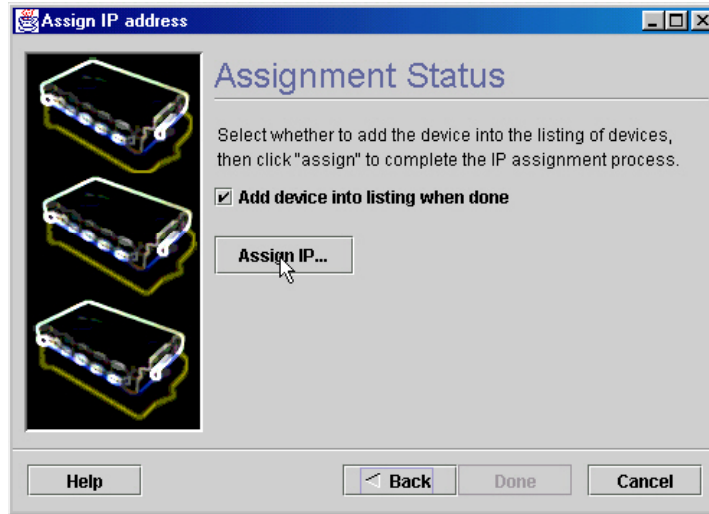 Assign IP address
Assignment Status
Select whether to add the device into the listing of devices,
then click "assign" to complete the IP assignment process.
Add device into listing when done
Assign IP...
Help
Back
Done
Cancel